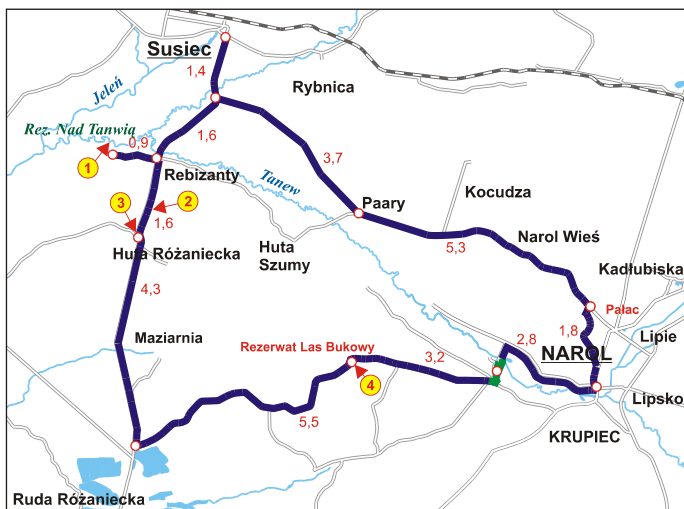 Susiec
Jeleń
1,4
Rybnica
Rez. Nad Tanwią
0,9
1,6
1
3,7
Rebizanty
Tanew
Kocudza
3
2
Paary
1,6
5,3
Narol Wieś
Huta Różaniecka
Huta
Szumy
Kadłubiska
4,3
Pałac
Maziarnia
1,8
Lipie
Rezerwat Las Bukowy
2,8
NAROL
3,2
4
Lipsko
5,5
KRUPIEC
Ruda Różaniecka